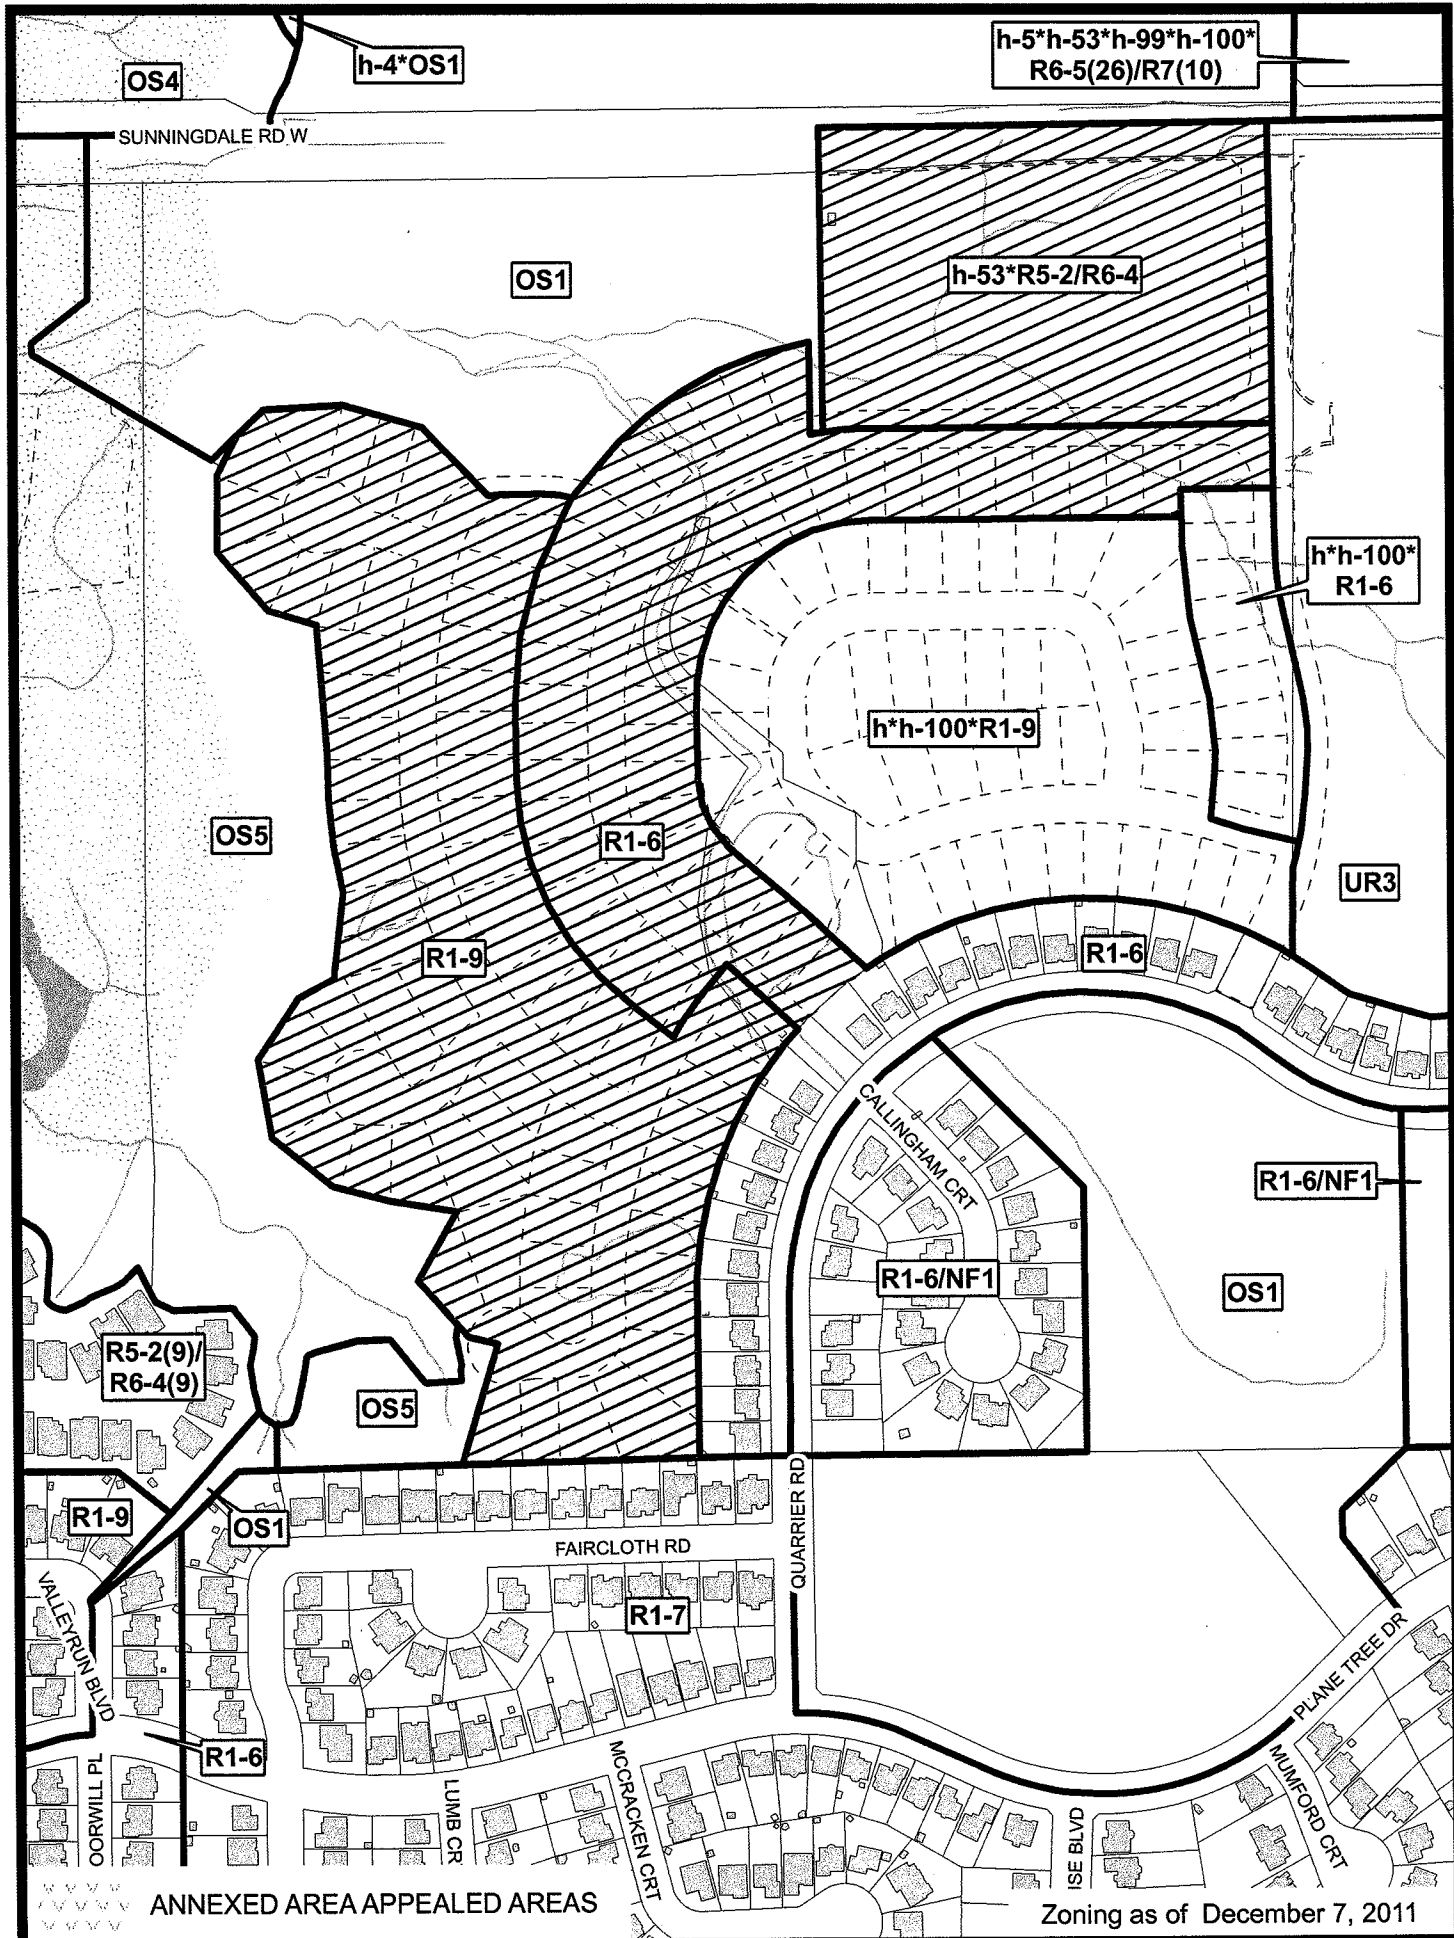 h-4*OS1
h-5*h-53*h-99*h-100*
R6-5(26)/R7(10)
OS4
SUNNINGDALE RD W
OS1
h-53*R5-2/R6-4
h*h-100*
R1-6
h*h-100*R1-9
OS5
R1-6
UR3
R1-9
R1-6
CALLINGHAM CRT
R1-6/NF1
R1-6/NF1
OS1
R5-2(9)/
R6-4(9)
OS5
R1-9
OS1
QUARRIER RD
FAIRCLOTH RD
R1-7
VALLEYRUN BLVD
PLANE TREE DR
R1-6
OORWILL PL
LUMB CR
MCCRACKEN CRT
ISE BLVD
MUMFORD CRT
ANNEXED AREA APPEALED AREAS
Zoning as of December 7, 2011